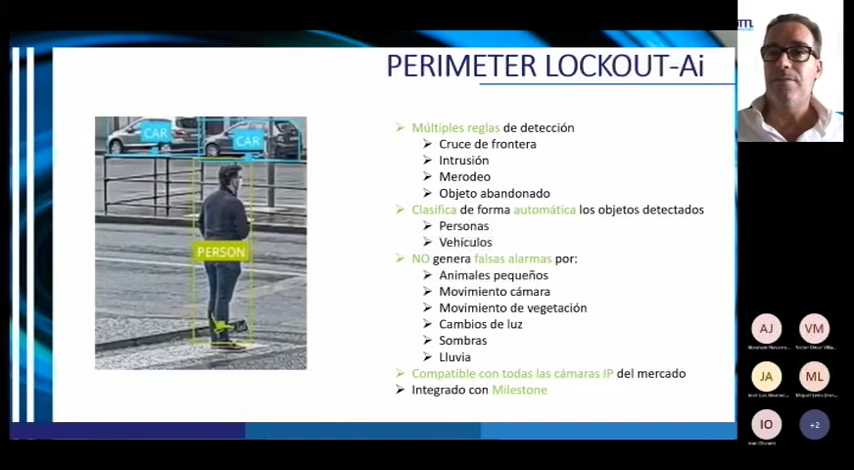 PERIMETER LOCKOUT-Ai
CAR
CAR
PERSON
Múltiples reglas de detección
Cruce de frontera
Intrusión
Merodeo
Objeto abandonado
Clasifica de forma automática los objetos detectados
Personas
Vehículos
NO genera falsas alarmas por:
Animales pequeños
Movimiento cámara
Movimiento de vegetación
Cambios de luz
Sombras
Lluvia
Compatible con todas las cámaras IP del mercado
Integrado con Milestone
AJ
VM
JA
ML
IO
+2